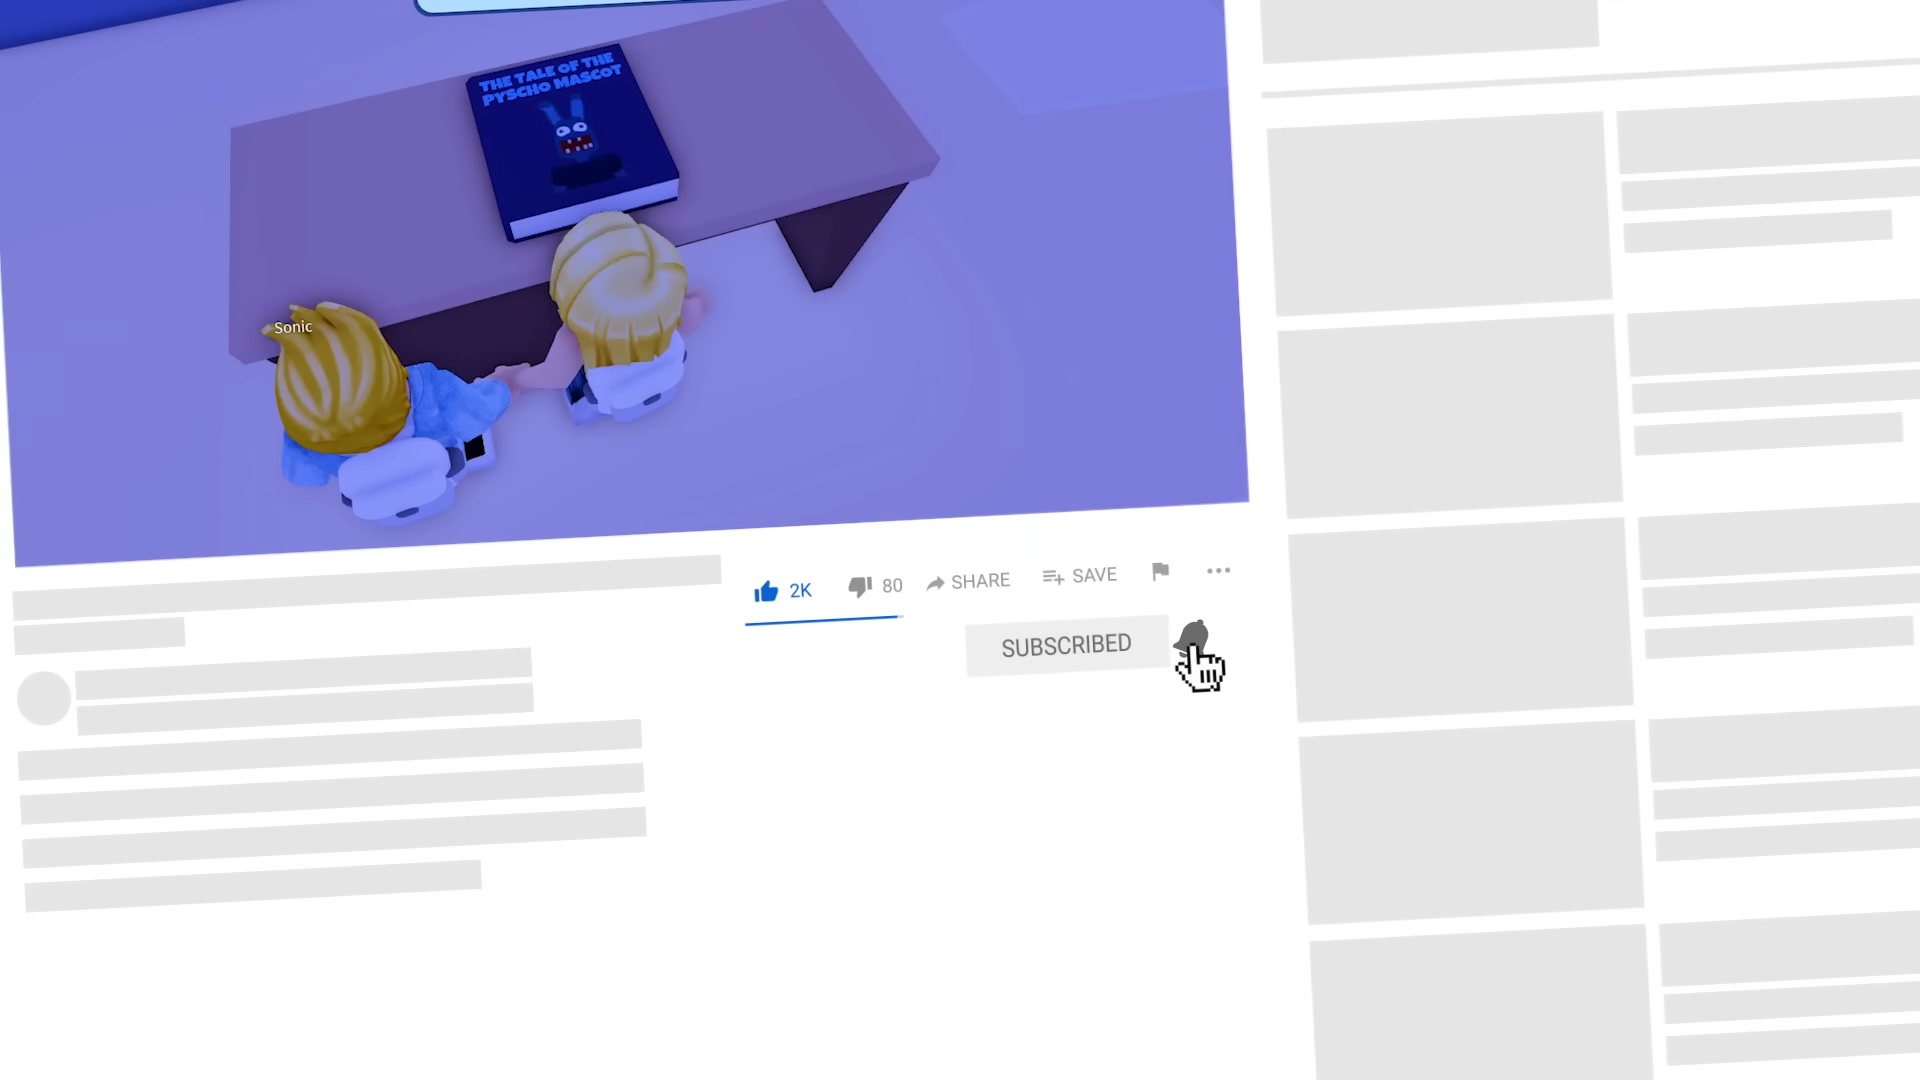 THE TALE OF THE
PYSCHO MASCOT
Sonic
2K
80
SHARE
SAVE
SUBSCRIBED